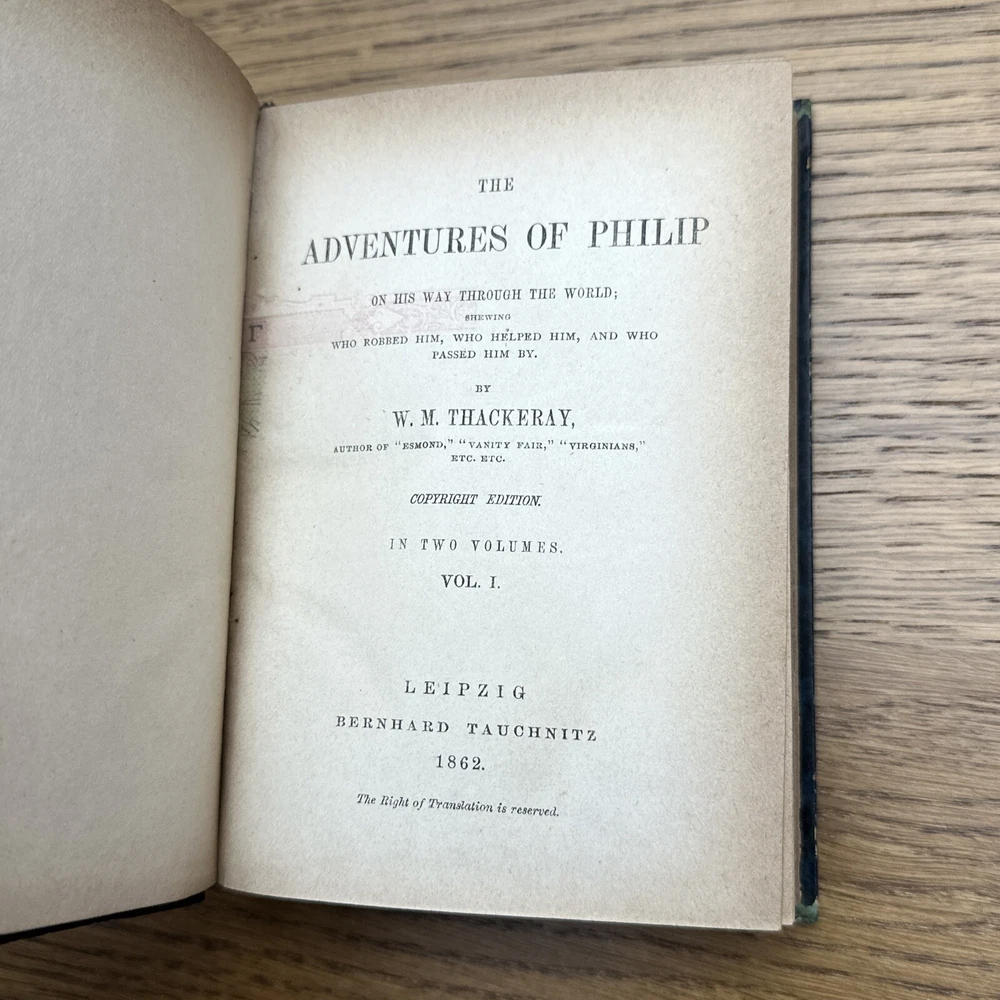 THE
ADVENTURES OF PHILIP
ON HIS WAY THROUGH THE WORLD;
SHEWING
WHO ROBBED HIM, WHO HELPED HIM, AND WHO
PASSED HIM BY.
BY
W. M. THACKERAY,
AUTHOR OF "ESMOND," "VANITY FAIR," "VIRGINIANS,"
ETC. ETC.
COPYRIGHT EDITION.
IN TWO VOLUMES.
VOL. I.
LEIPZIG
BERNHARD TAUCHNITZ
1862.
The Right of Translation is reserved.